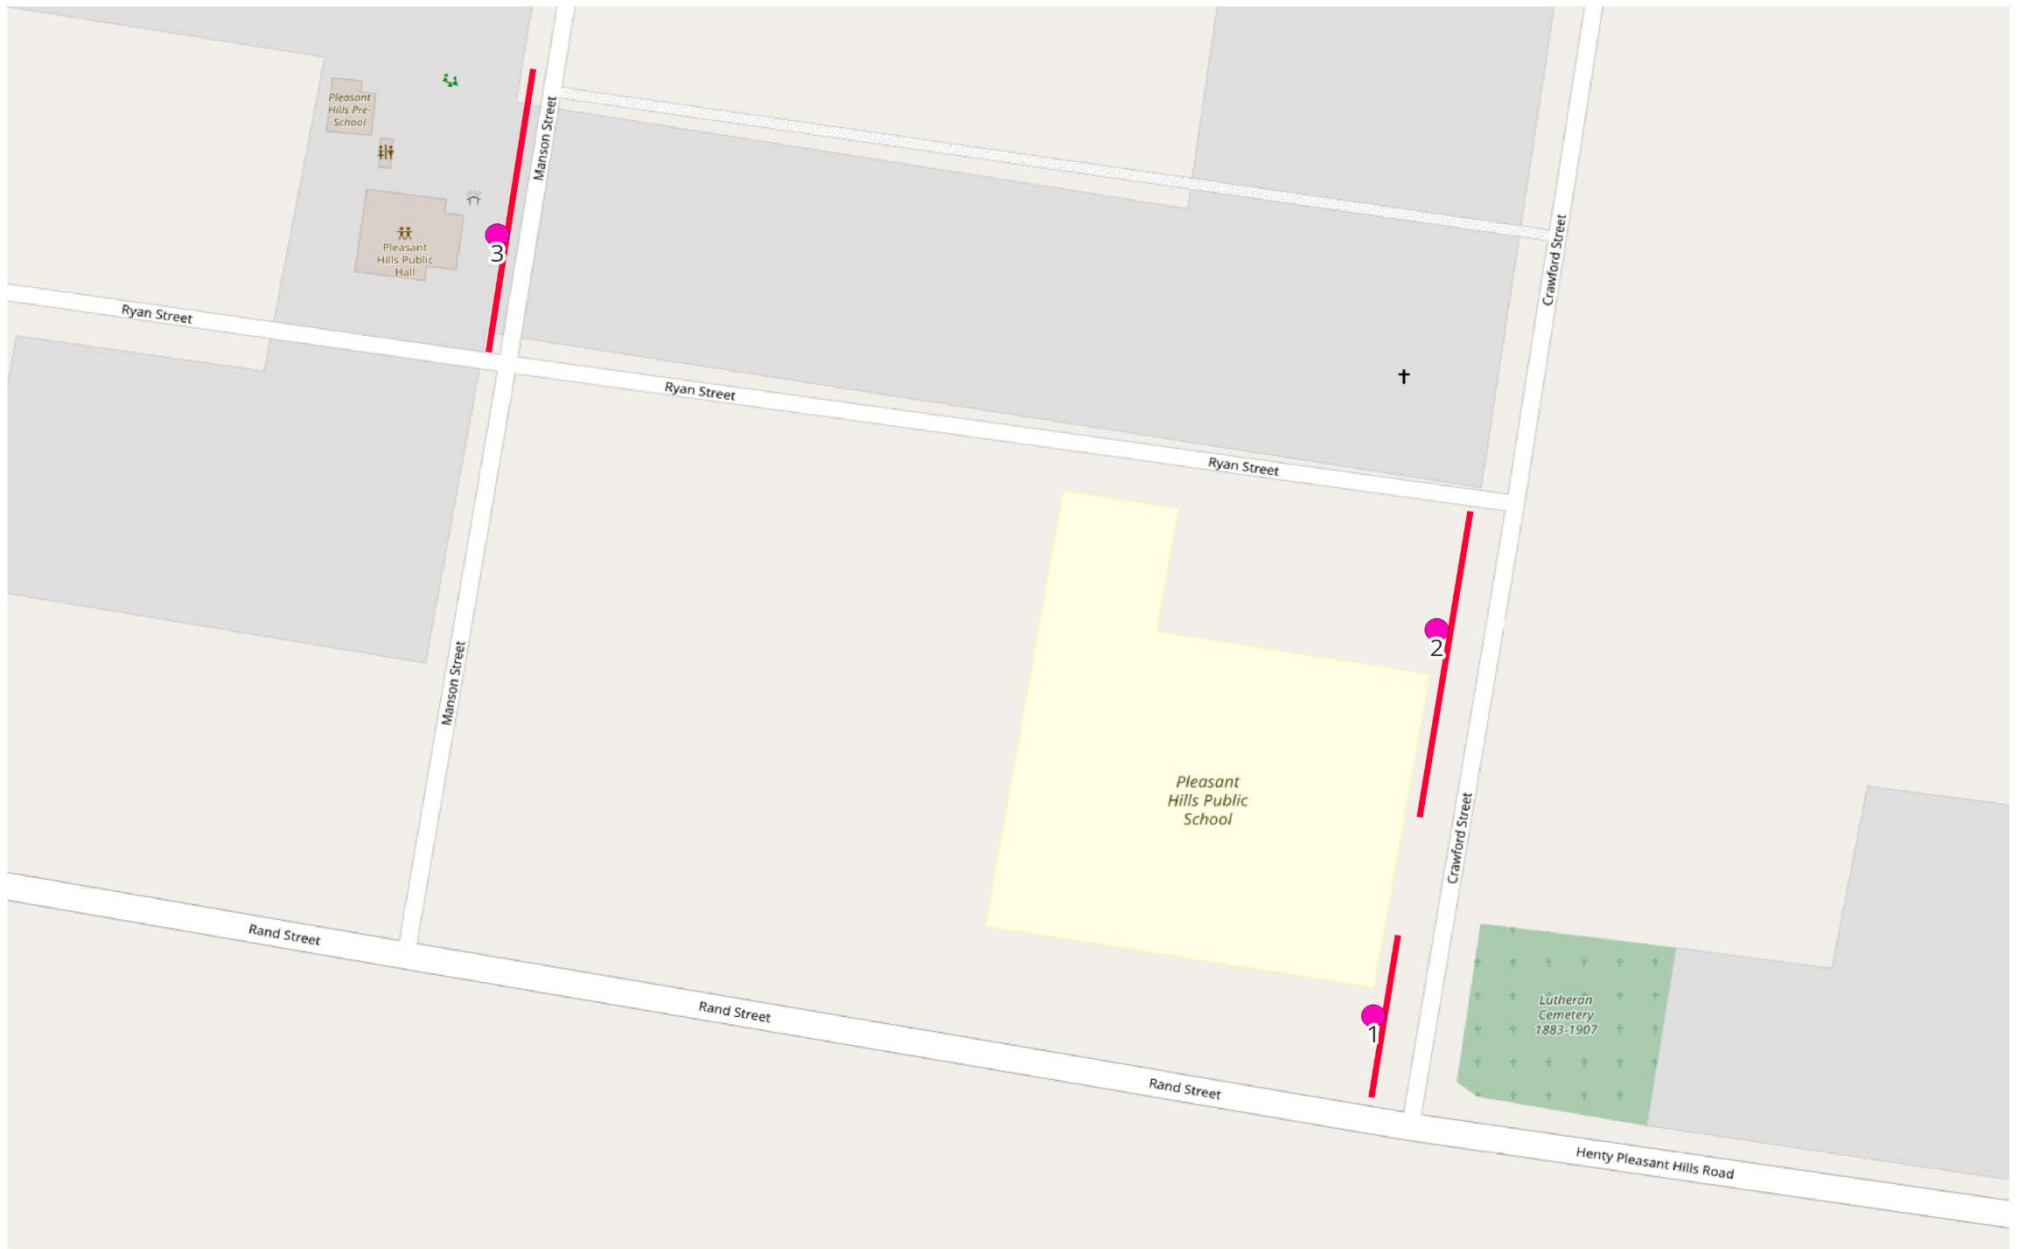 Pleasant
Hills Pre-
School
Manson Street
Pleasant
Hills Public
Hall
3
Crawford Street
Ryan Street
Ryan Street
Ryan Street
2
Manson Street
Pleasant
Hills Public
School
Crawford Street
Rand Street
Rand Street
Lutheran
Cemetery
1883-1907
1
Rand Street
Henty Pleasant Hills Road